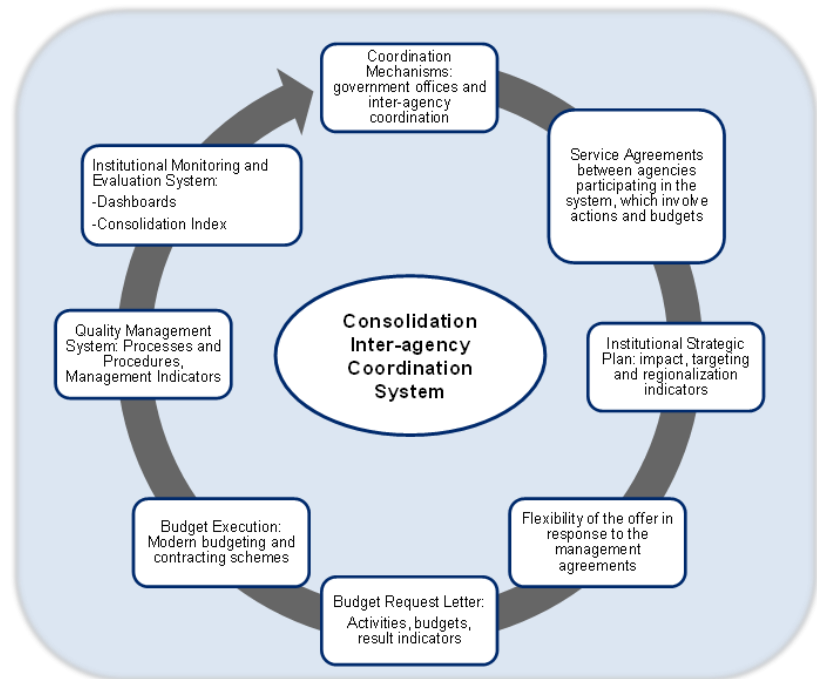 Coordination
Mechanisms:
government offices and
inter-agency
coordination
Service Agreements
between agencies
participating in the
system, which involve
actions and budgets
Institutional Strategic
Plan: impact, targeting
and regionalization
indicators
Flexibility of the offer in
response to the
management
agreements
Budget Request Letter:
Activities, budgets,
result indicators
Budget Execution:
Modern budgeting and
contracting schemes
Quality Management
System: Processes and
Procedures,
Management Indicators
Institutional Monitoring and
Evaluation System:
-Dashboards
-Consolidation Index
Consolidation
Inter-agency
Coordination
System